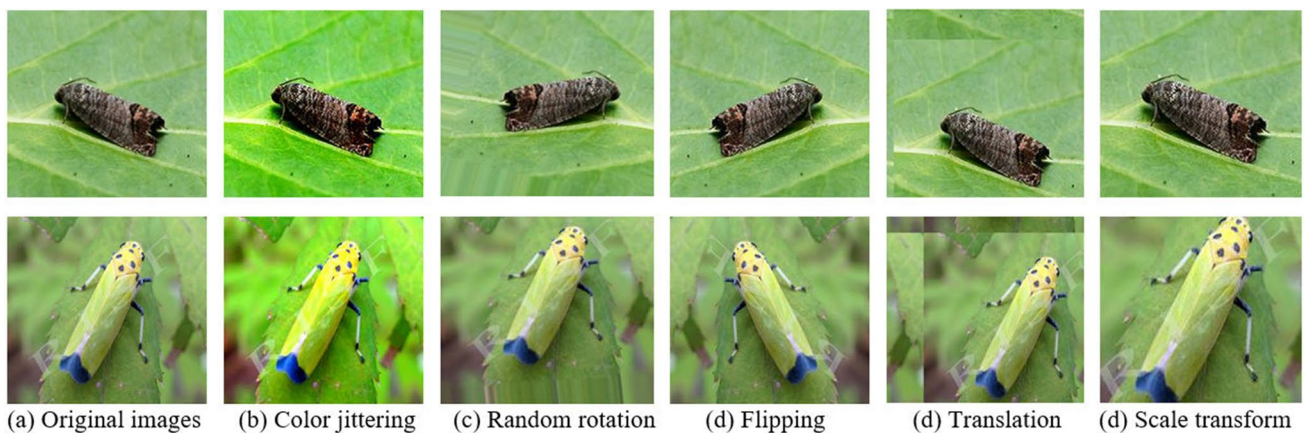 (a) Original images
(b) Color jittering
(c) Random rotation
(d) Flipping
(d) Translation
(d) Scale transform